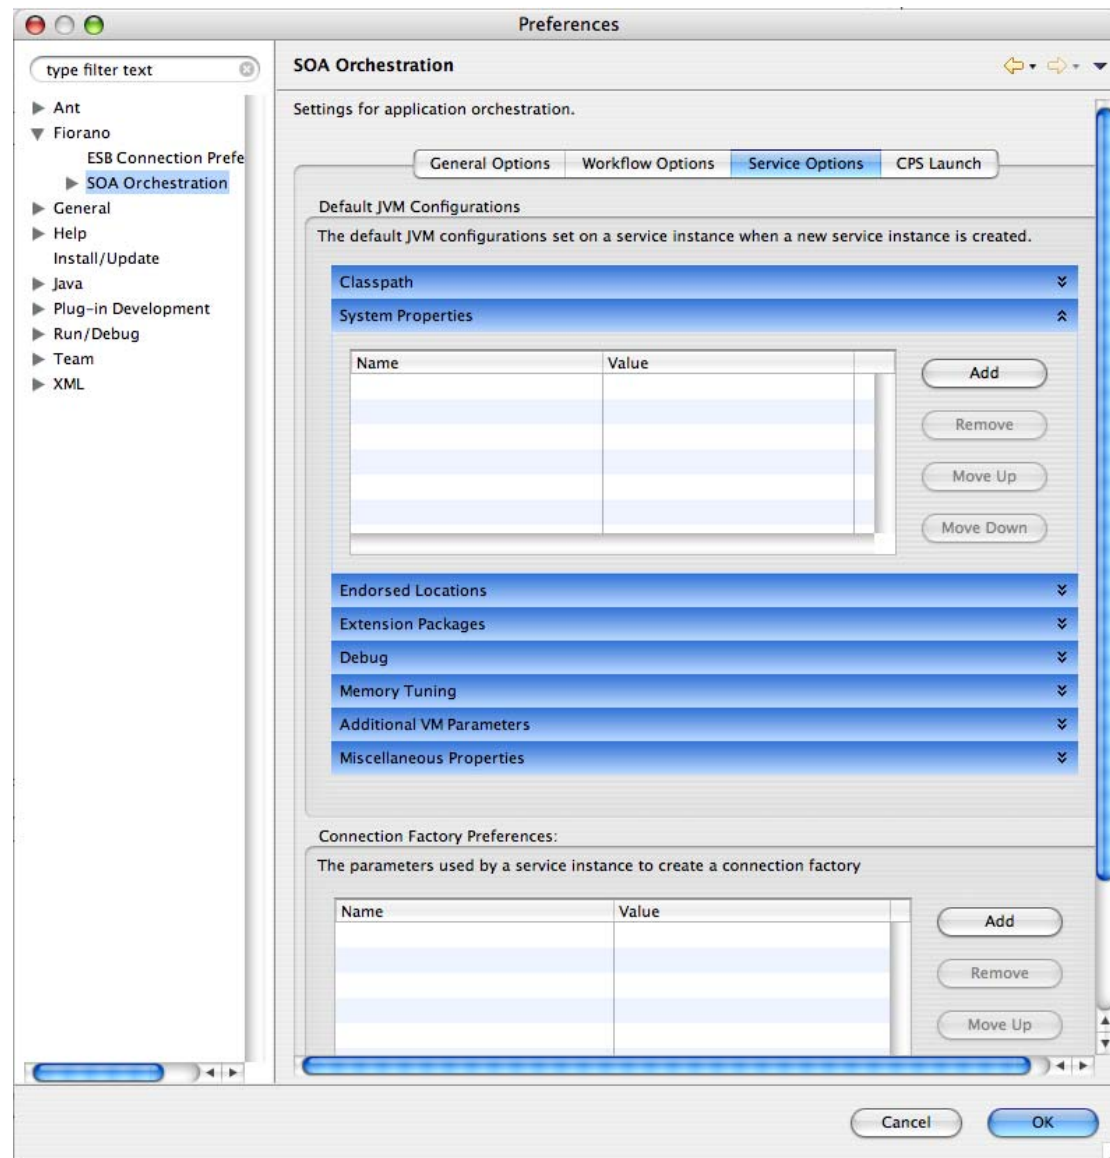 Preferences
type filter text
Ant
Fiorano
ESB Connection Prefe
SOA Orchestration
General
Help
Install/Update
Java
Plug-in Development
Run/Debug
Team
XML
SOA Orchestration
Settings for application orchestration.
General Options Workflow Options Service Options CPS Launch
Default JVM Configurations
The default JVM configurations set on a service instance when a new service instance is created.
Classpath
System Properties
Name Value
Add
Remove
Move Up
Move Down
Endorsed Locations
Extension Packages
Debug
Memory Tuning
Additional VM Parameters
Miscellaneous Properties
Connection Factory Preferences:
The parameters used by a service instance to create a connection factory
Name Value
Add
Remove
Move Up
Cancel OK